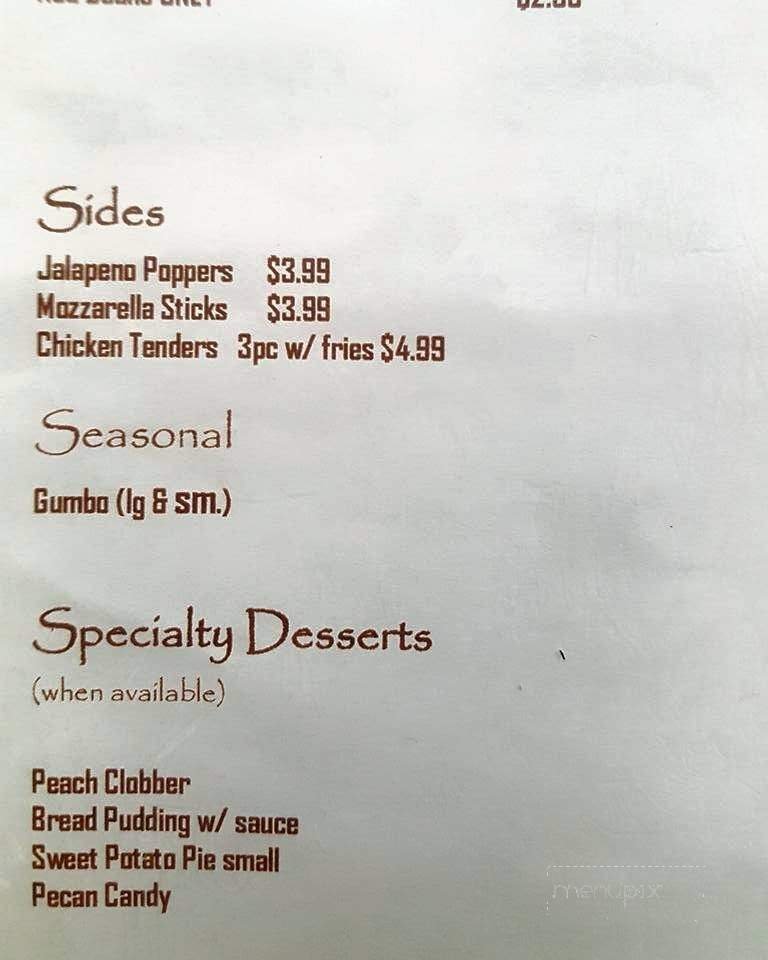 Sides
Jalapeno Poppers $3.99
Mozzarella Sticks $3.99
Chicken Tenders 3pc w/ fries $4.99
Seasonal
Gumbo (lg & sm.)
Specialty Desserts
(when available)
Peach Clobber
Bread Pudding w/ sauce
Sweet Potato Pie small
Pecan Candy
menupix